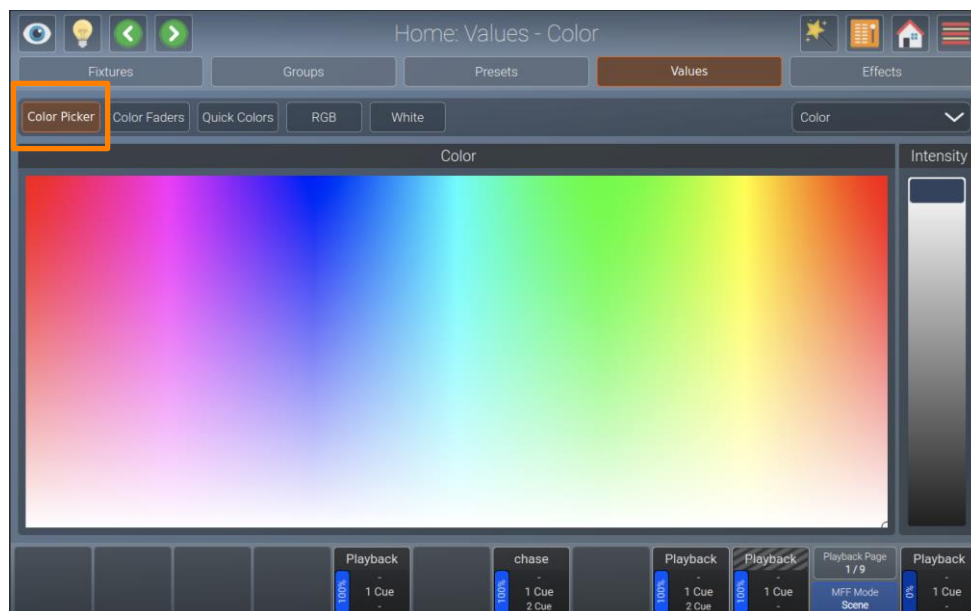 Home: Values - Color
Fixtures Groups Presets Values Effects
Color Picker Color Faders Quick Colors RGB White Color
Color Intensity
Playback chase Playback Playback Playback Page Playback
1/9
- - - - -
100% 1 Cue 100% 1 Cue 100% 1 Cue 100% 1 Cue MFF Mode 0% 1 Cue
- 2 Cue 2 Cue - Scene -